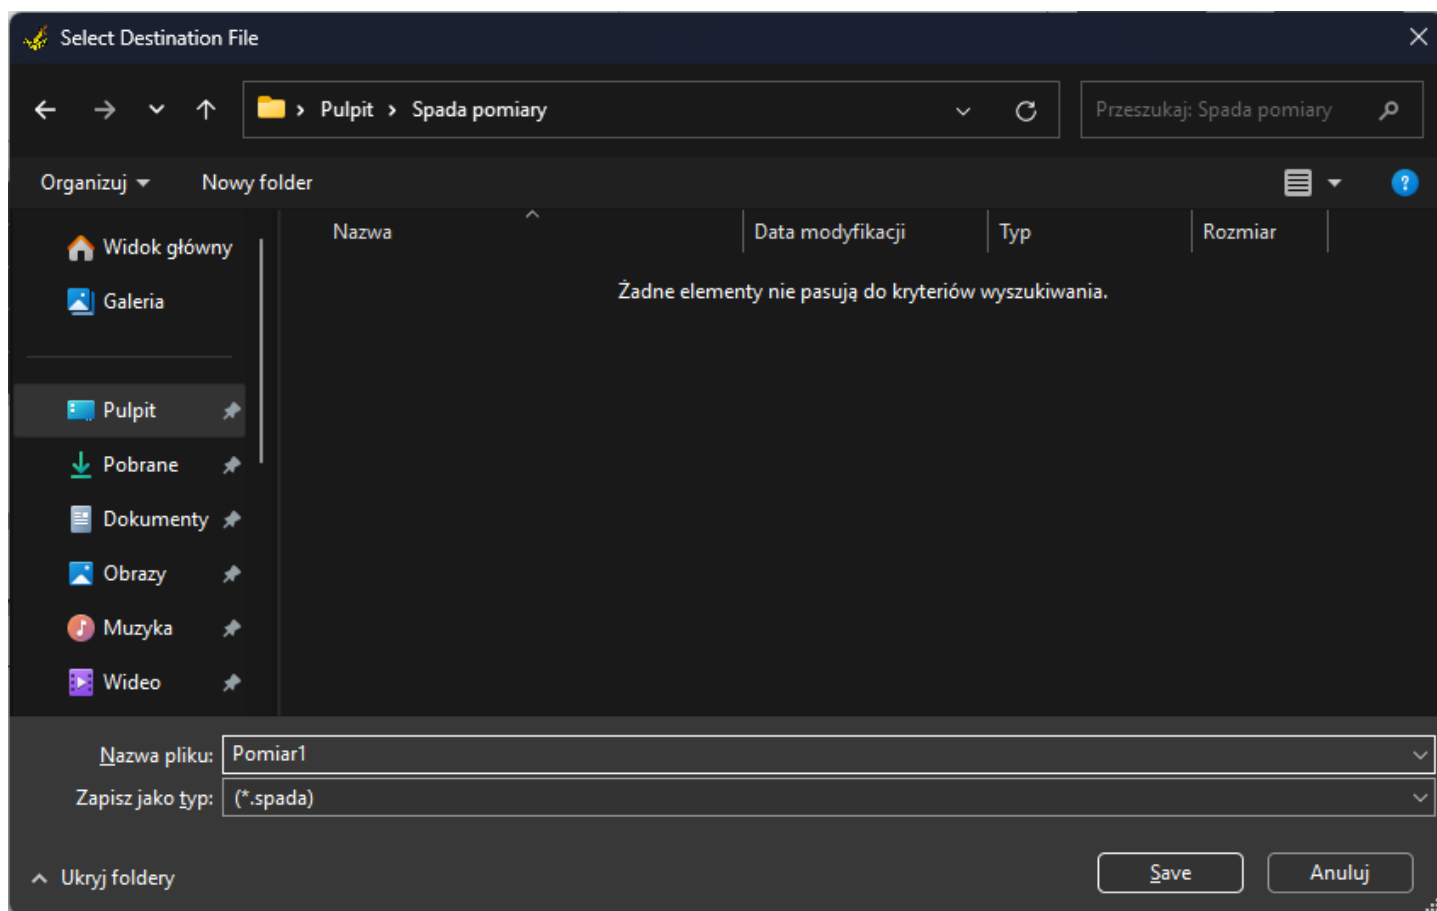 Select Destination File
Pulpit > Spada pomiary
Przeszukaj: Spada pomiary
Organizuj
Nowy folder
?
Nazwa
Data modyfikacji
Typ
Rozmiar
Żadne elementy nie pasują do kryteriów wyszukiwania.
Widok główny
Galeria
Pulpit
Pobrane
Dokumenty
Obrazy
Muzyka
Wideo
Nazwa pliku: Pomiar1
Zapisz jako typ: (*.spada)
Ukryj foldery
Save
Anuluj